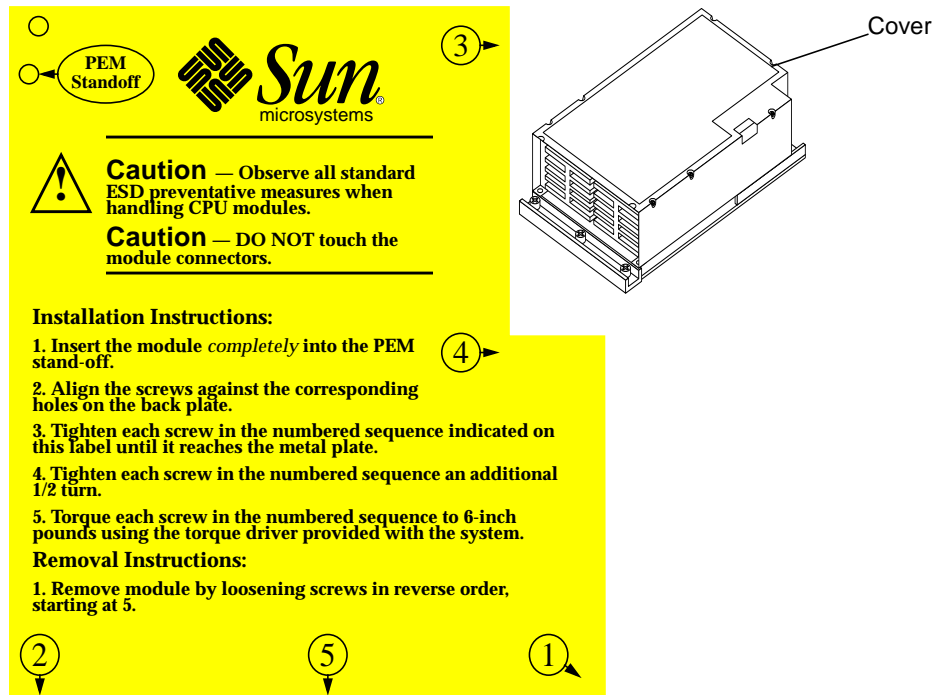 PEM
Standoff
Sun
®
microsystems
3
Cover
Caution — Observe all standard
ESD preventative measures when
handling CPU modules.
Caution — DO NOT touch the
module connectors.
Installation Instructions:
1. Insert the module completely into the PEM
stand-off.
4
2. Align the screws against the corresponding
holes on the back plate.
3. Tighten each screw in the numbered sequence indicated on
this label until it reaches the metal plate.
4. Tighten each screw in the numbered sequence an additional
1/2 turn.
5. Torque each screw in the numbered sequence to 6-inch
pounds using the torque driver provided with the system.
Removal Instructions:
1. Remove module by loosening screws in reverse order,
starting at 5.
2
5
1